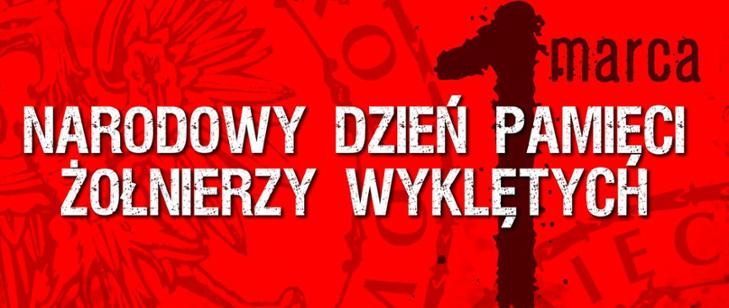 1 marca
NARODOWY DZIEŃ PAMIĘCI
ŻOŁNIERZY WYKLĘTYCH